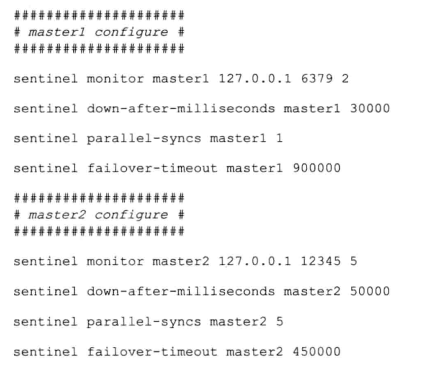 #####################
# master1 configure #
#####################
sentinel monitor master1 127.0.0.1 6379 2
sentinel down-after-milliseconds master1 30000
sentinel parallel-syncs master1 1
sentinel failover-timeout master1 900000
#####################
# master2 configure #
#####################
sentinel monitor master2 127.0.0.1 12345 5
sentinel down-after-milliseconds master2 50000
sentinel parallel-syncs master2 5
sentinel failover-timeout master2 450000